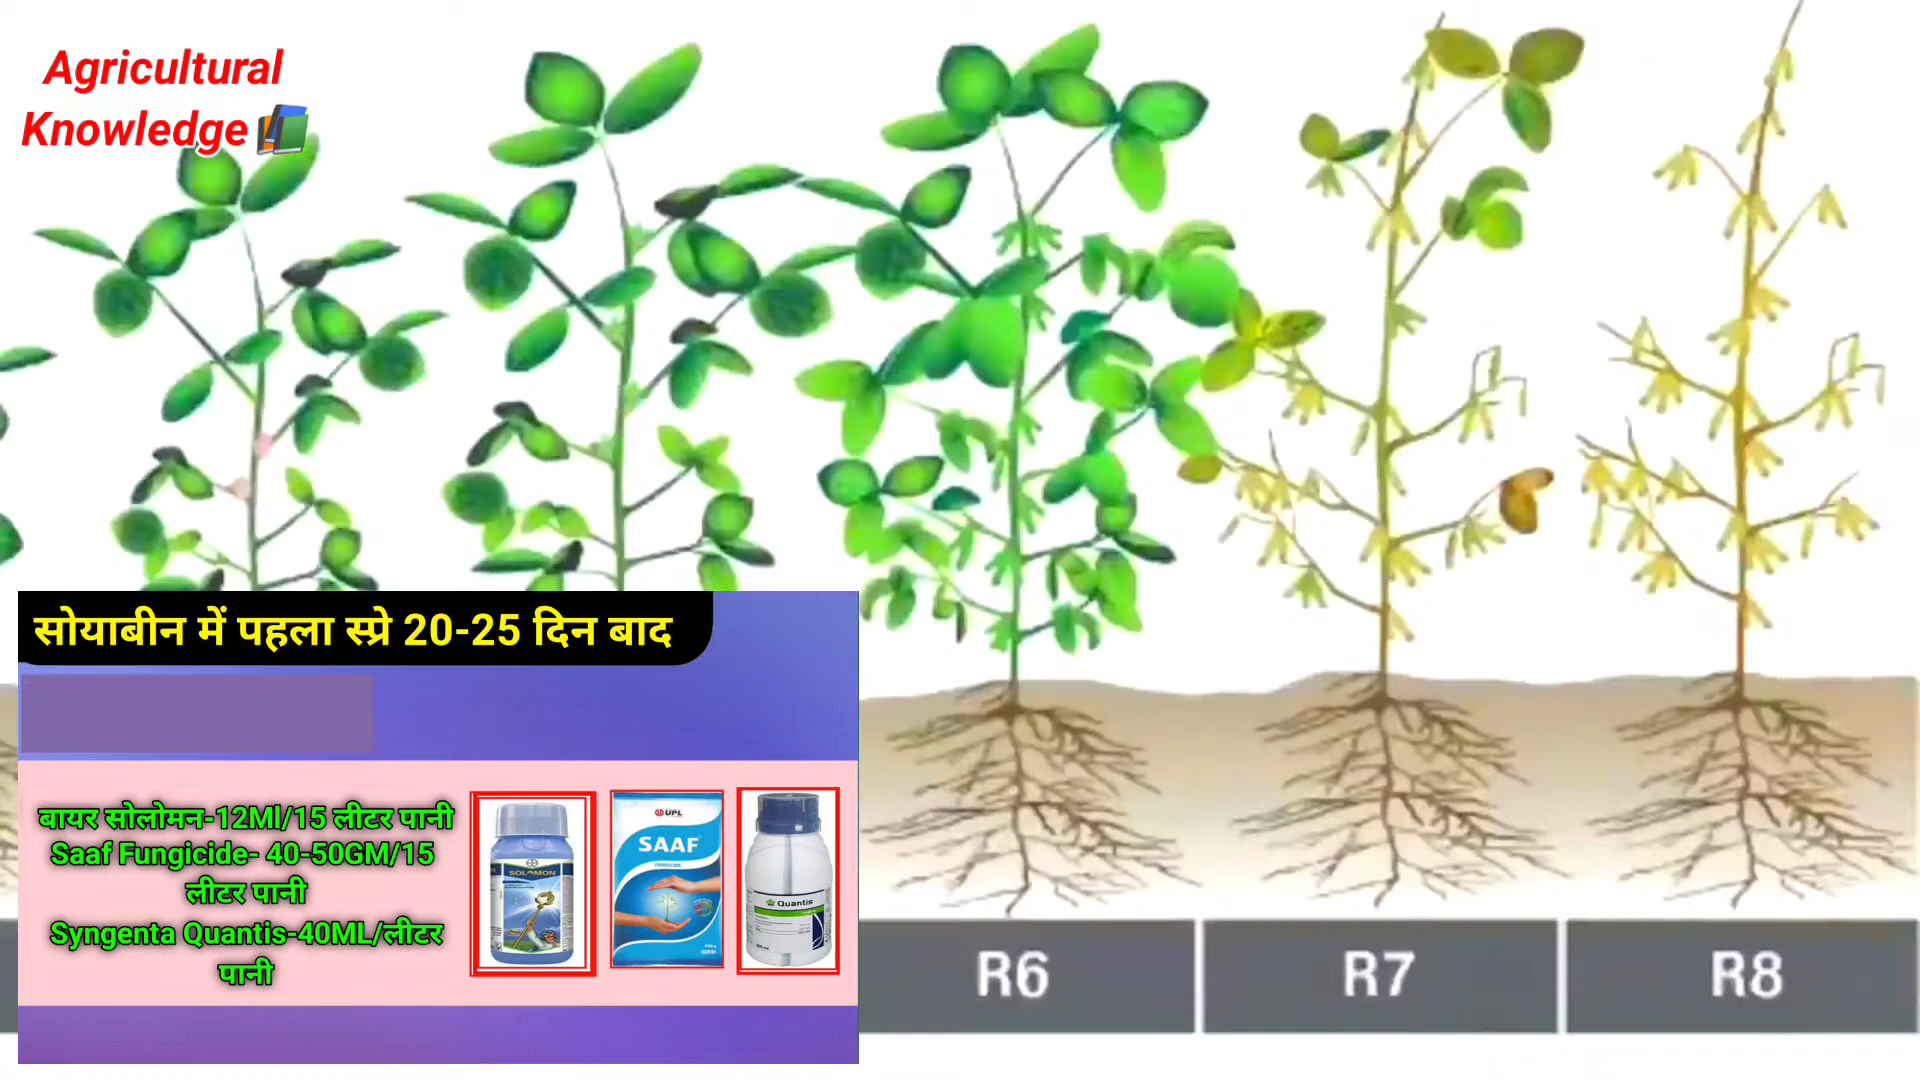 Agricultural
Knowledge
सोयाबीन में पहला स्प्रे 20-25 दिन बाद
बायर सोलोमन-12Ml/15 लीटर पानी
Saaf Fungicide- 40-50GM/15
लीटर पानी
Syngenta Quantis-40ML/लीटर
पानी
SOLOMON
UPL
SAAF
FUNGICIDE
Quantis
R6
R7
R8